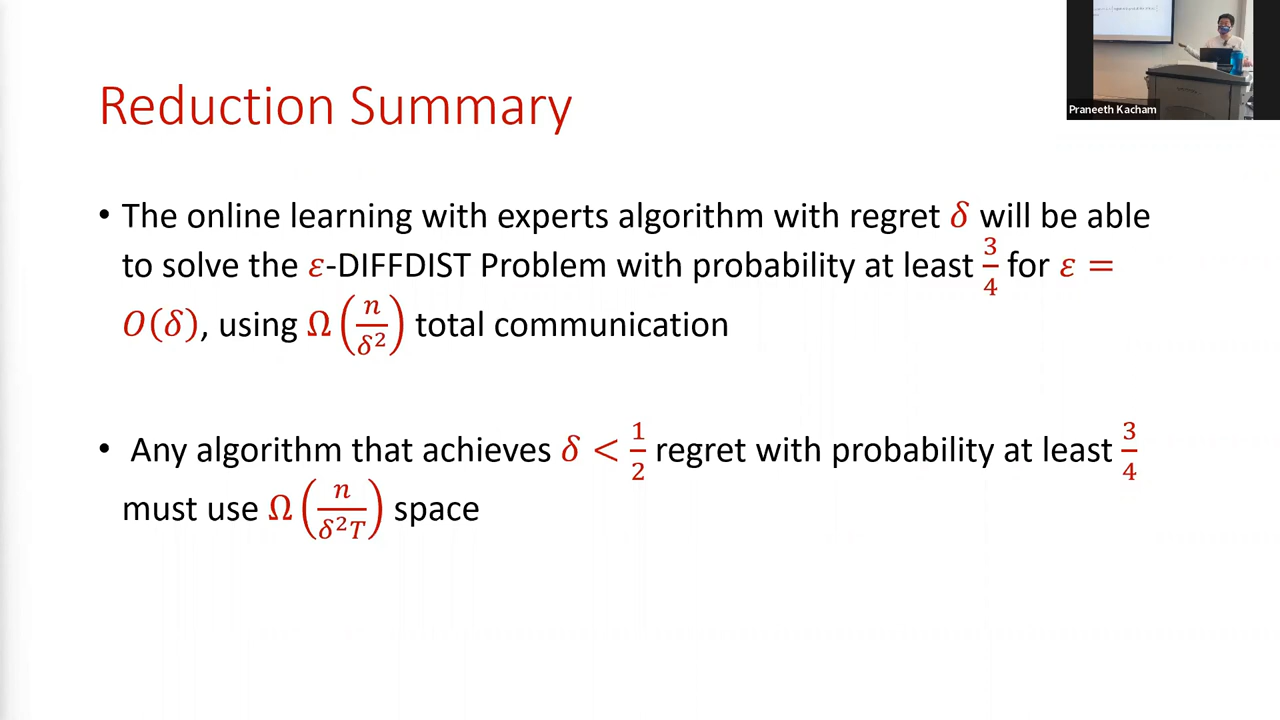 Reduction Summary
Praneeth Kacham
• The online learning with experts algorithm with regret δ will be able
to solve the ε-DIFFDIST Problem with probability at least 3/4 for ε =
O(δ), using Ω(n/δ²) total communication
• Any algorithm that achieves δ < 1/2 regret with probability at least 3/4
must use Ω(n/(δ²T)) space